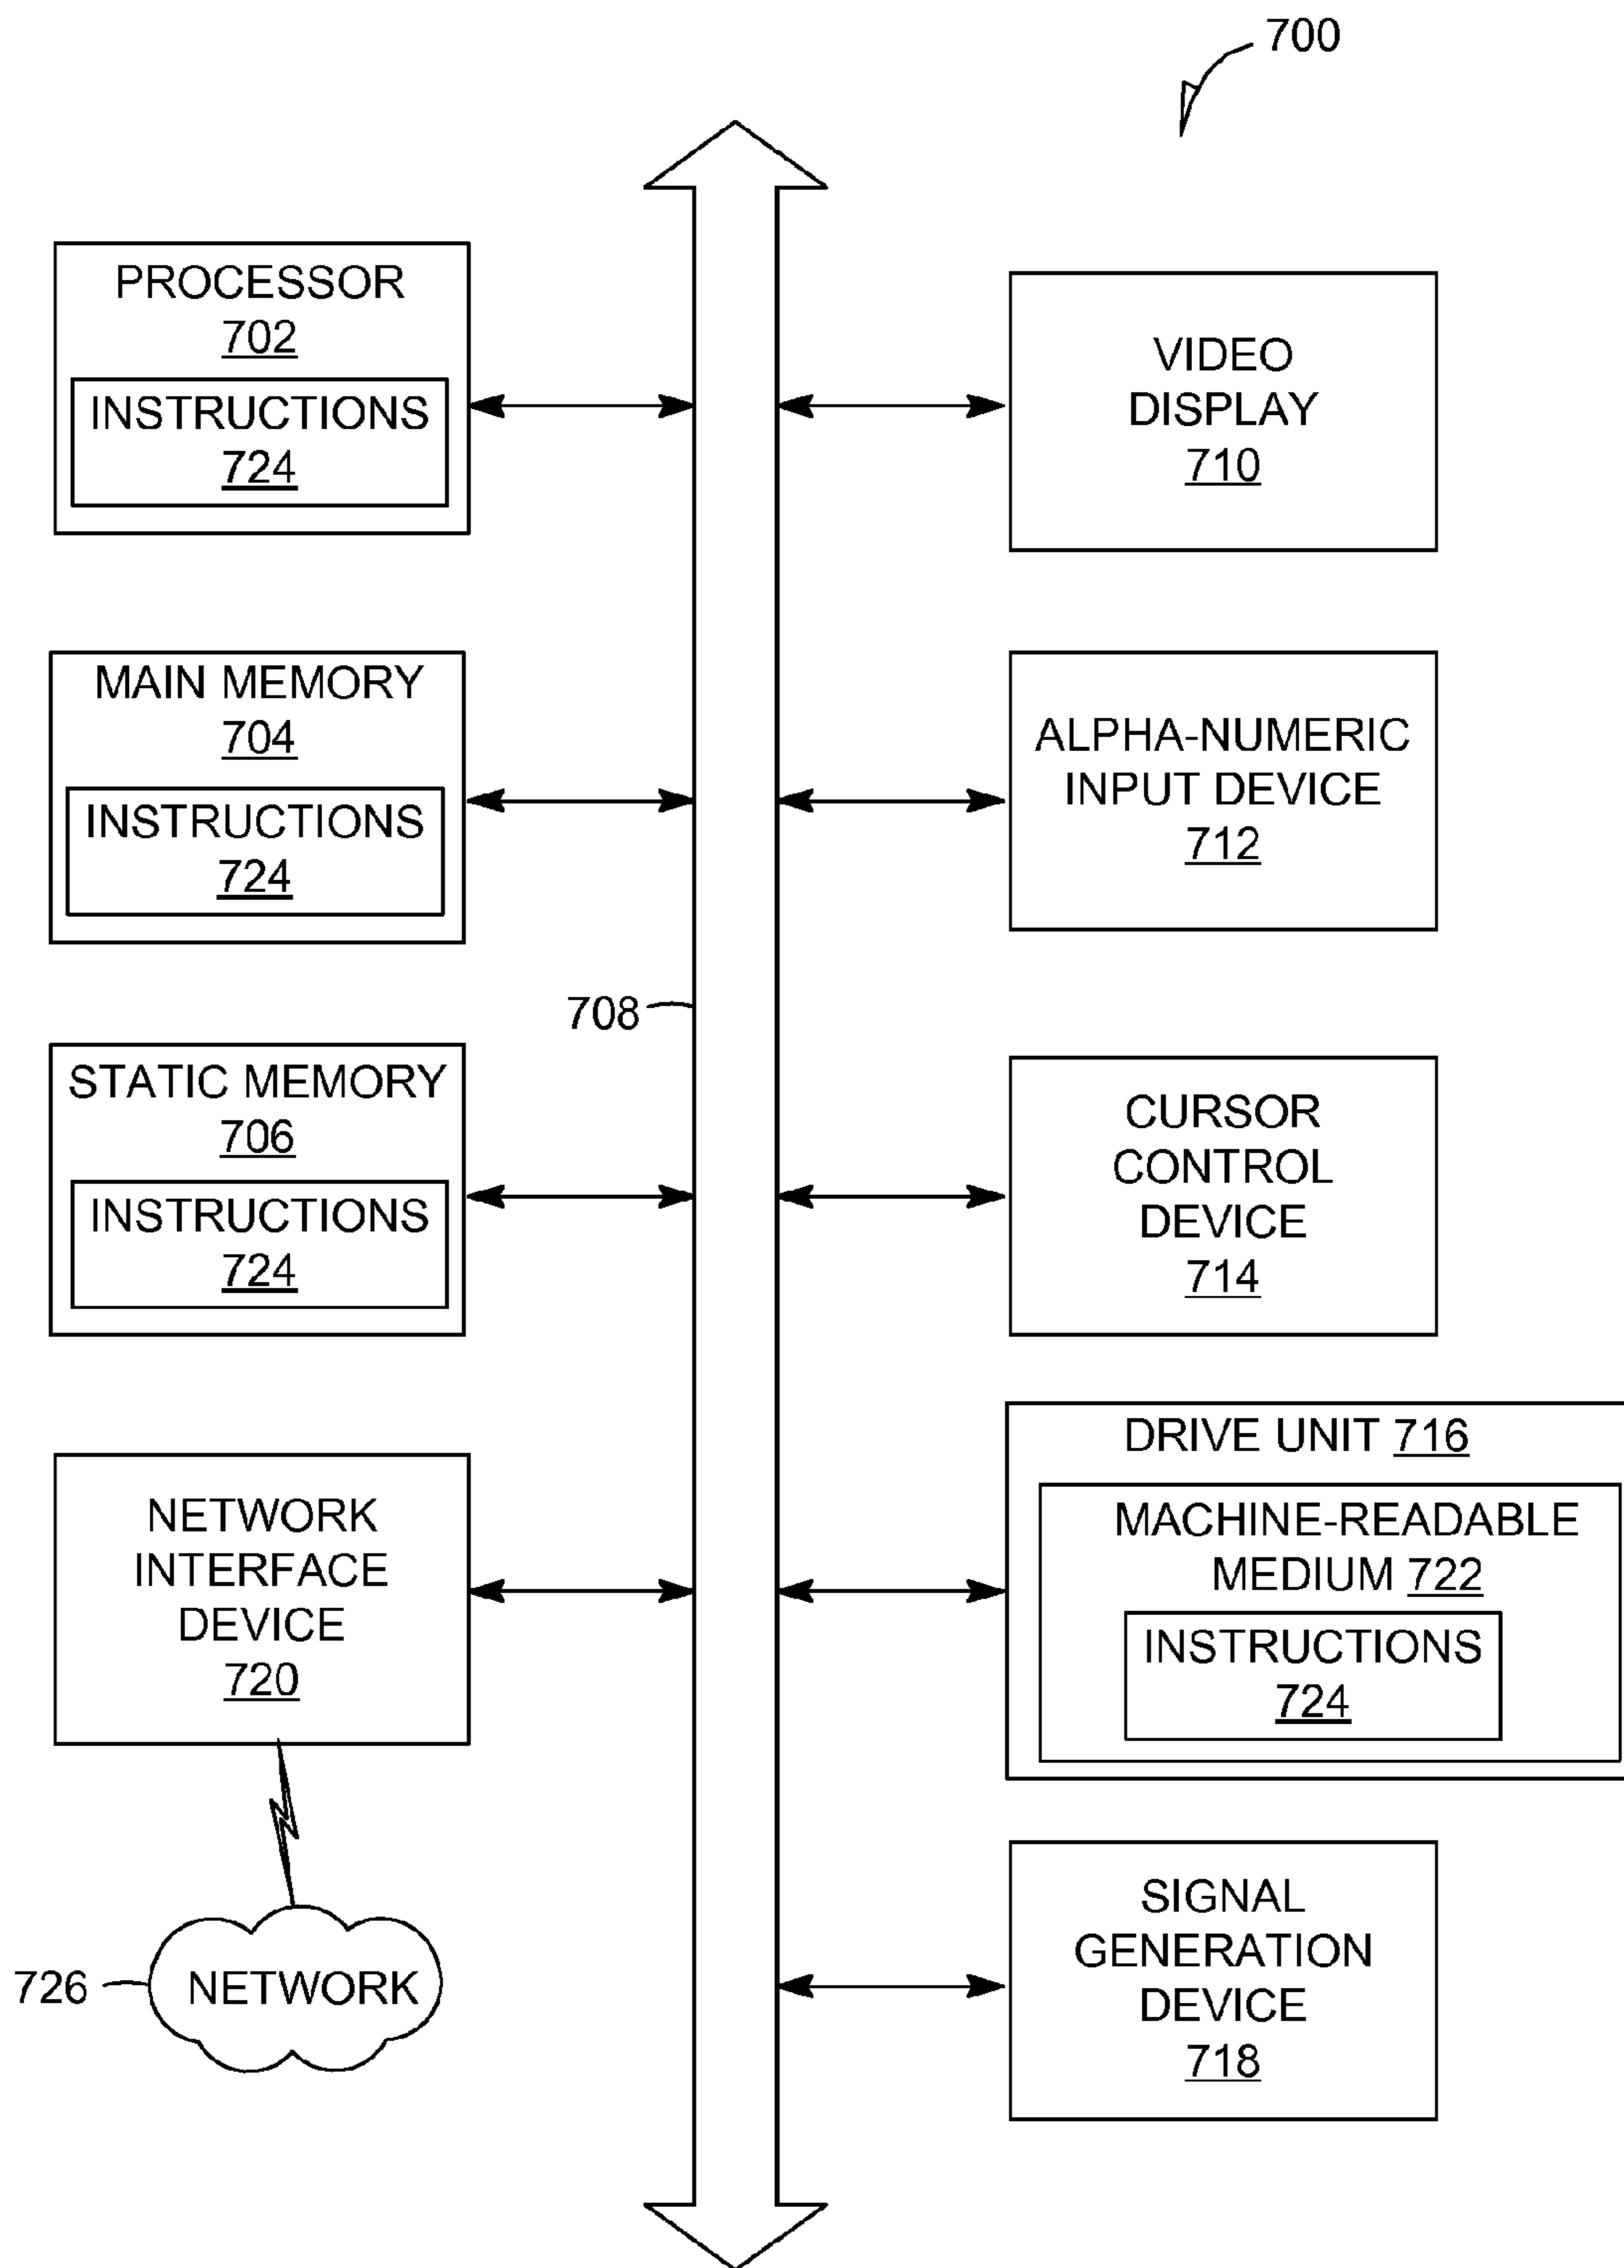 700
PROCESSOR
702
INSTRUCTIONS
724
MAIN MEMORY
704
INSTRUCTIONS
724
708
STATIC MEMORY
706
INSTRUCTIONS
724
NETWORK
INTERFACE
DEVICE
720
726
NETWORK
VIDEO
DISPLAY
710
ALPHA-NUMERIC
INPUT DEVICE
712
CURSOR
CONTROL
DEVICE
714
DRIVE UNIT 716
MACHINE-READABLE
MEDIUM 722
INSTRUCTIONS
724
SIGNAL
GENERATION
DEVICE
718